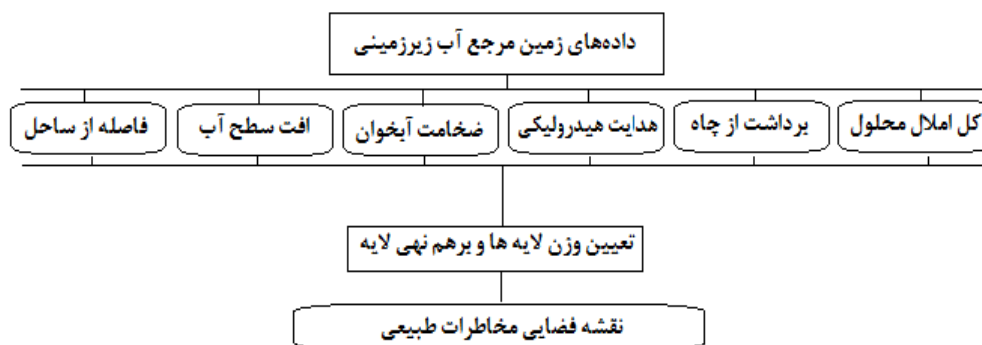 داده‌های زمین مرجع آب زیرزمینی
کل املال محلول
برداشت از چاه
هدایت هیدرولیکی
ضخامت آبخوان
افت سطح آب
فاصله از ساحل
تعیین وزن لایه ها و برهم نهی لایه
نقشه فضایی مخاطرات طبیعی